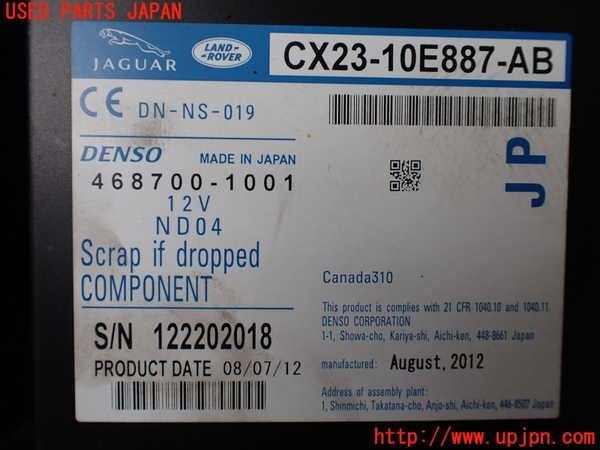 USED PARTS JAPAN
JAGUAR
LAND-
ROVER
CX23-10E887-AB
CE DN-NS-019
DENSO MADE IN JAPAN
468700-1001
12V
ND04
Scrap if dropped
COMPONENT
JP
S/N 122202018
PRODUCT DATE 08/07/12
Canada310
This product is complies with 21 CFR 1040.10 and 1040.11.
DENSO CORPORATION
1-1, Showa-cho, Kariya-shi, Aichi-ken, 448-8661 Japan
manufactured: August,2012
Address of assembly plant:
1, Shinmichi, Takatana-cho, Anjo-shi, Aichi-ken, 446-8507 Japan
http://www.upjpn.com/